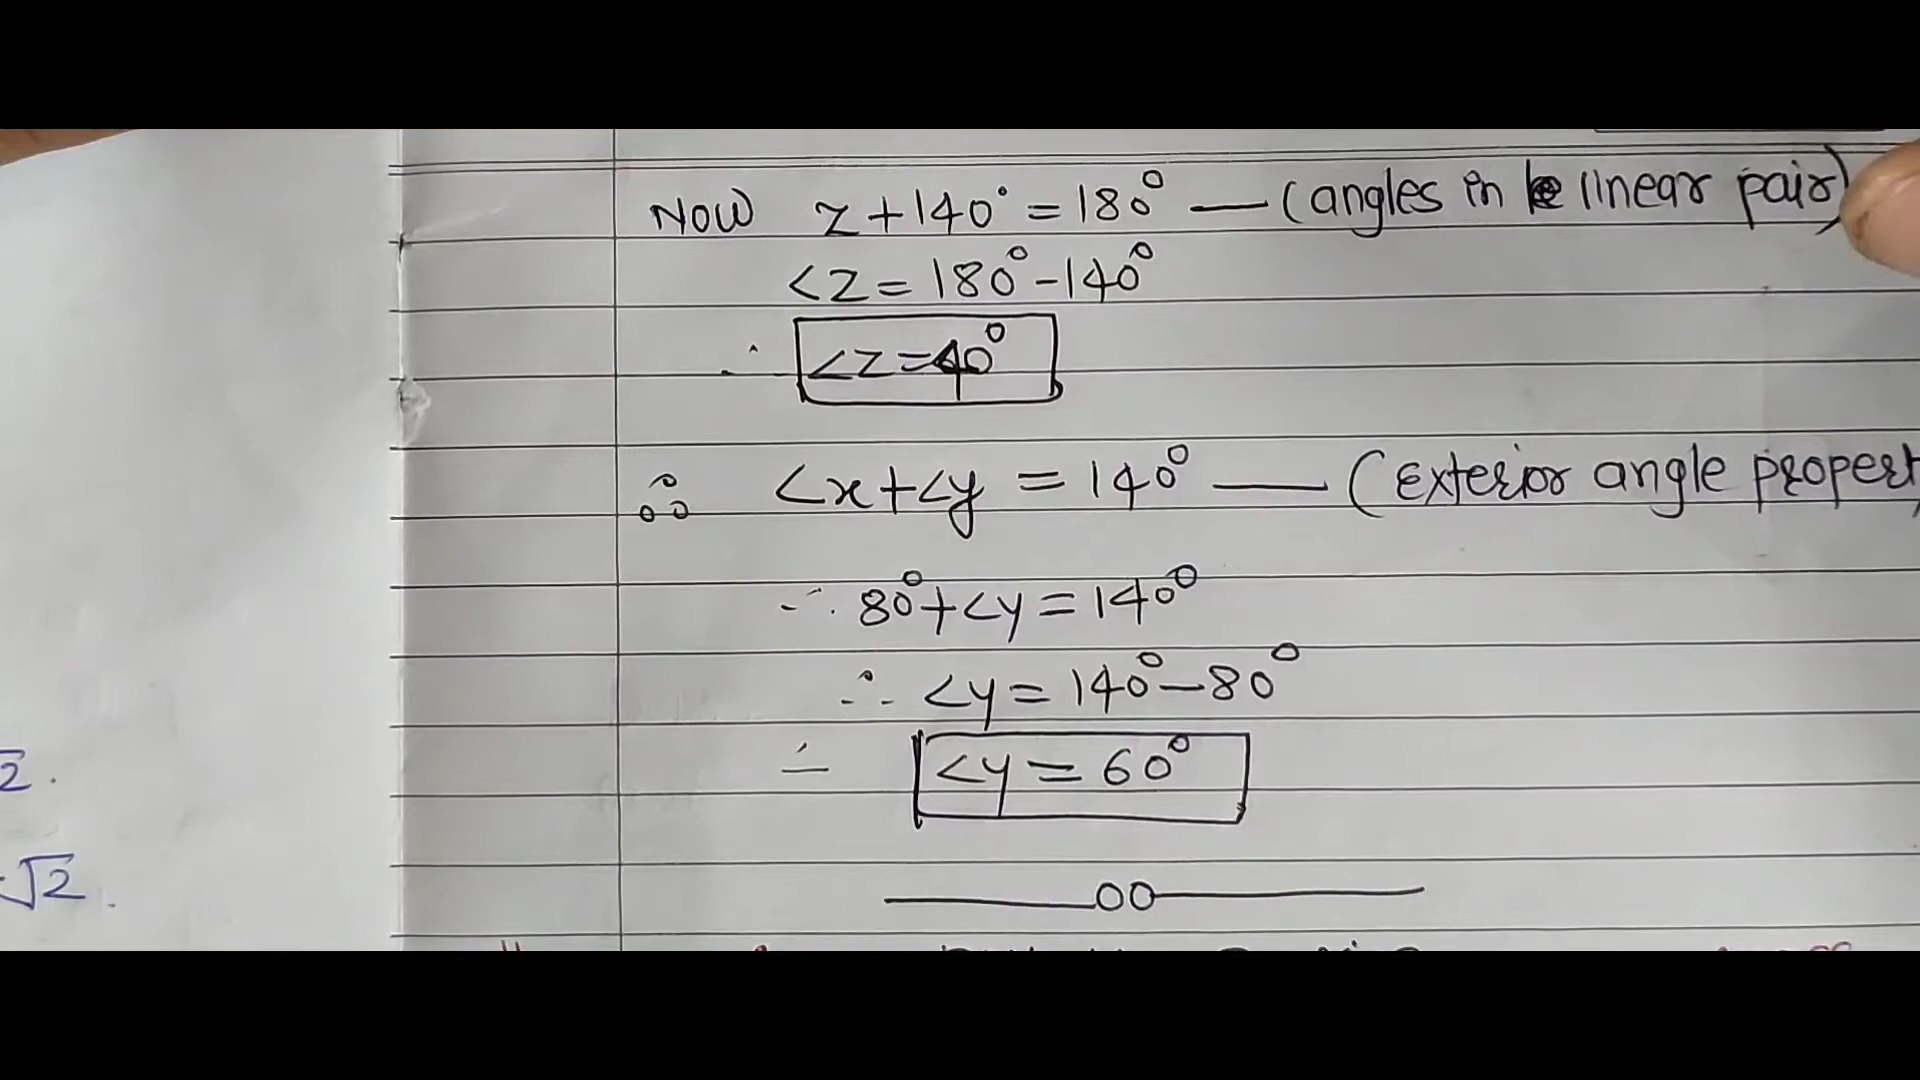 Now z + 140° = 180° — (angles in linear pair)
<z = 180° - 140°
∴ <z = 40°
∴ <x + <y = 140° — (Exterior angle propert
∴ 80° + <y = 140°
∴ <y = 140° - 80°
∴ <y = 60°
—oo—
2.
√2.